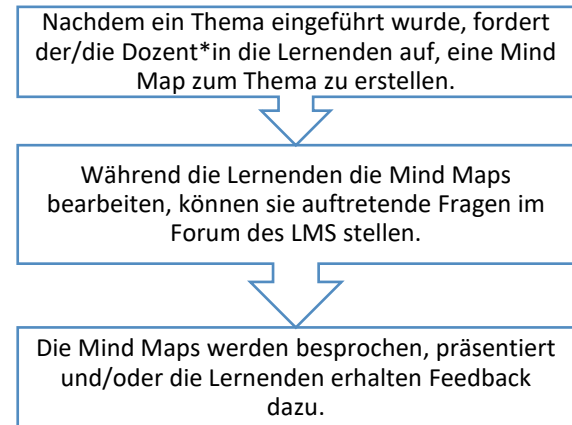 Nachdem ein Thema eingeführt wurde, fordert
der/die Dozent*in die Lernenden auf, eine Mind
Map zum Thema zu erstellen.
Während die Lernenden die Mind Maps
bearbeiten, können sie auftretende Fragen im
Forum des LMS stellen.
Die Mind Maps werden besprochen, präsentiert
und/oder die Lernenden erhalten Feedback
dazu.